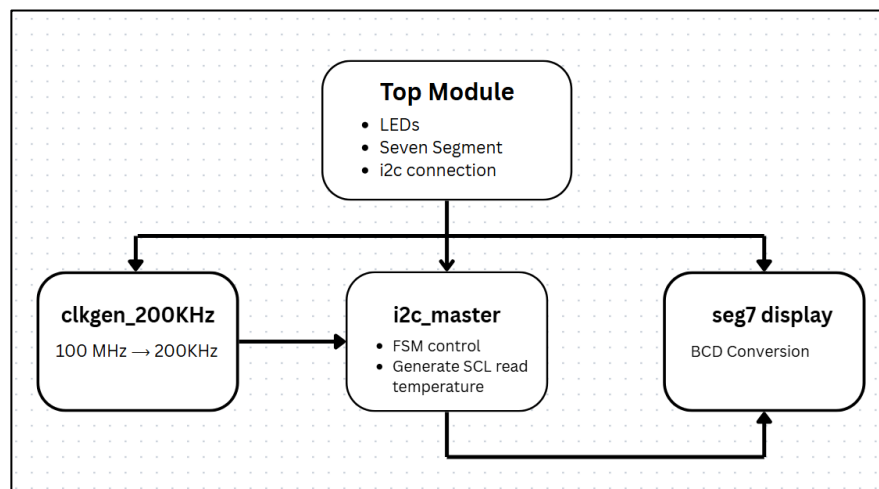 Top Module
• LEDs
• Seven Segment
• i2c connection
clkgen_200KHz
100 MHz → 200KHz
i2c_master
• FSM control
• Generate SCL read
temperature
seg7 display
BCD Conversion